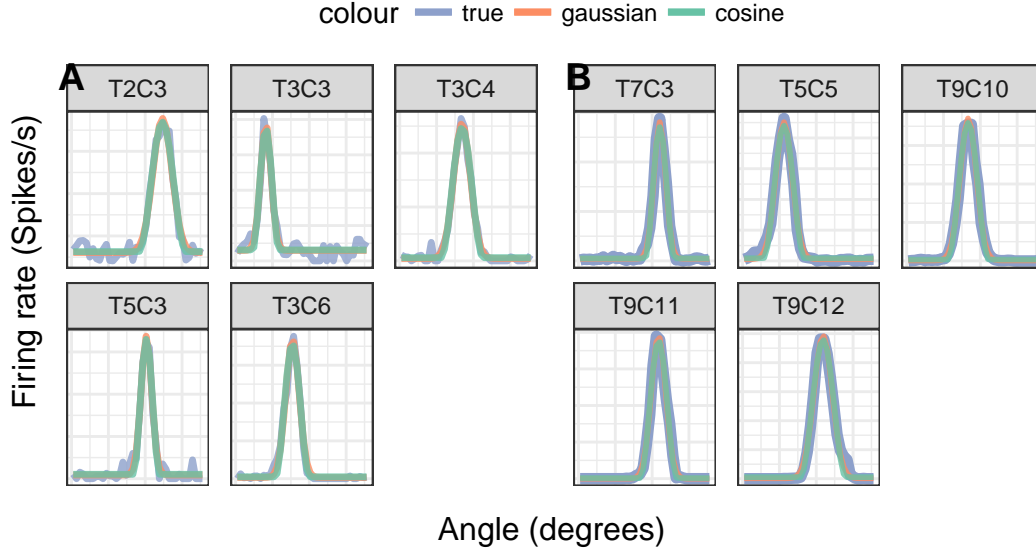 colour true gaussian cosine
A B
T2C3 T3C3 T3C4 T7C3 T5C5 T9C10
T5C3 T3C6 T9C11 T9C12
Firing rate (Spikes/s)
Angle (degrees)